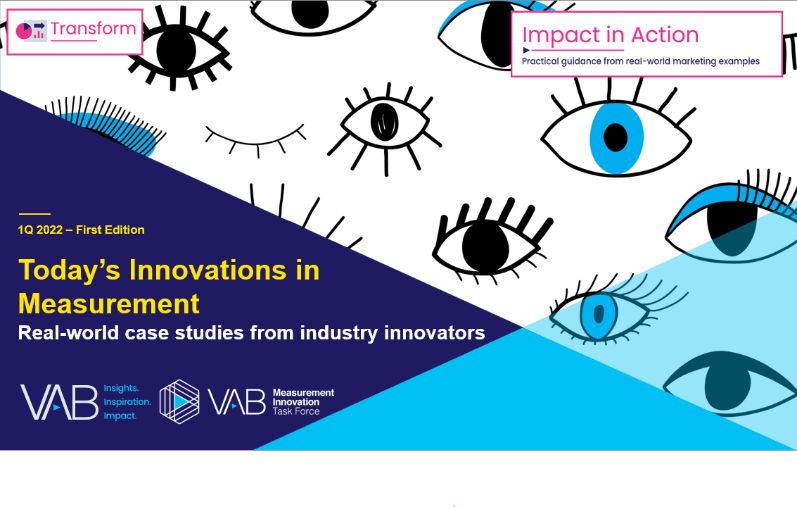 Transform
Impact in Action
Practical guidance from real-world marketing examples
1Q 2022 – First Edition
Today's Innovations in
Measurement
Real-world case studies from industry innovators
VAB
Insights.
Inspiration.
Impact.
VAB
Measurement
Innovation
Task Force